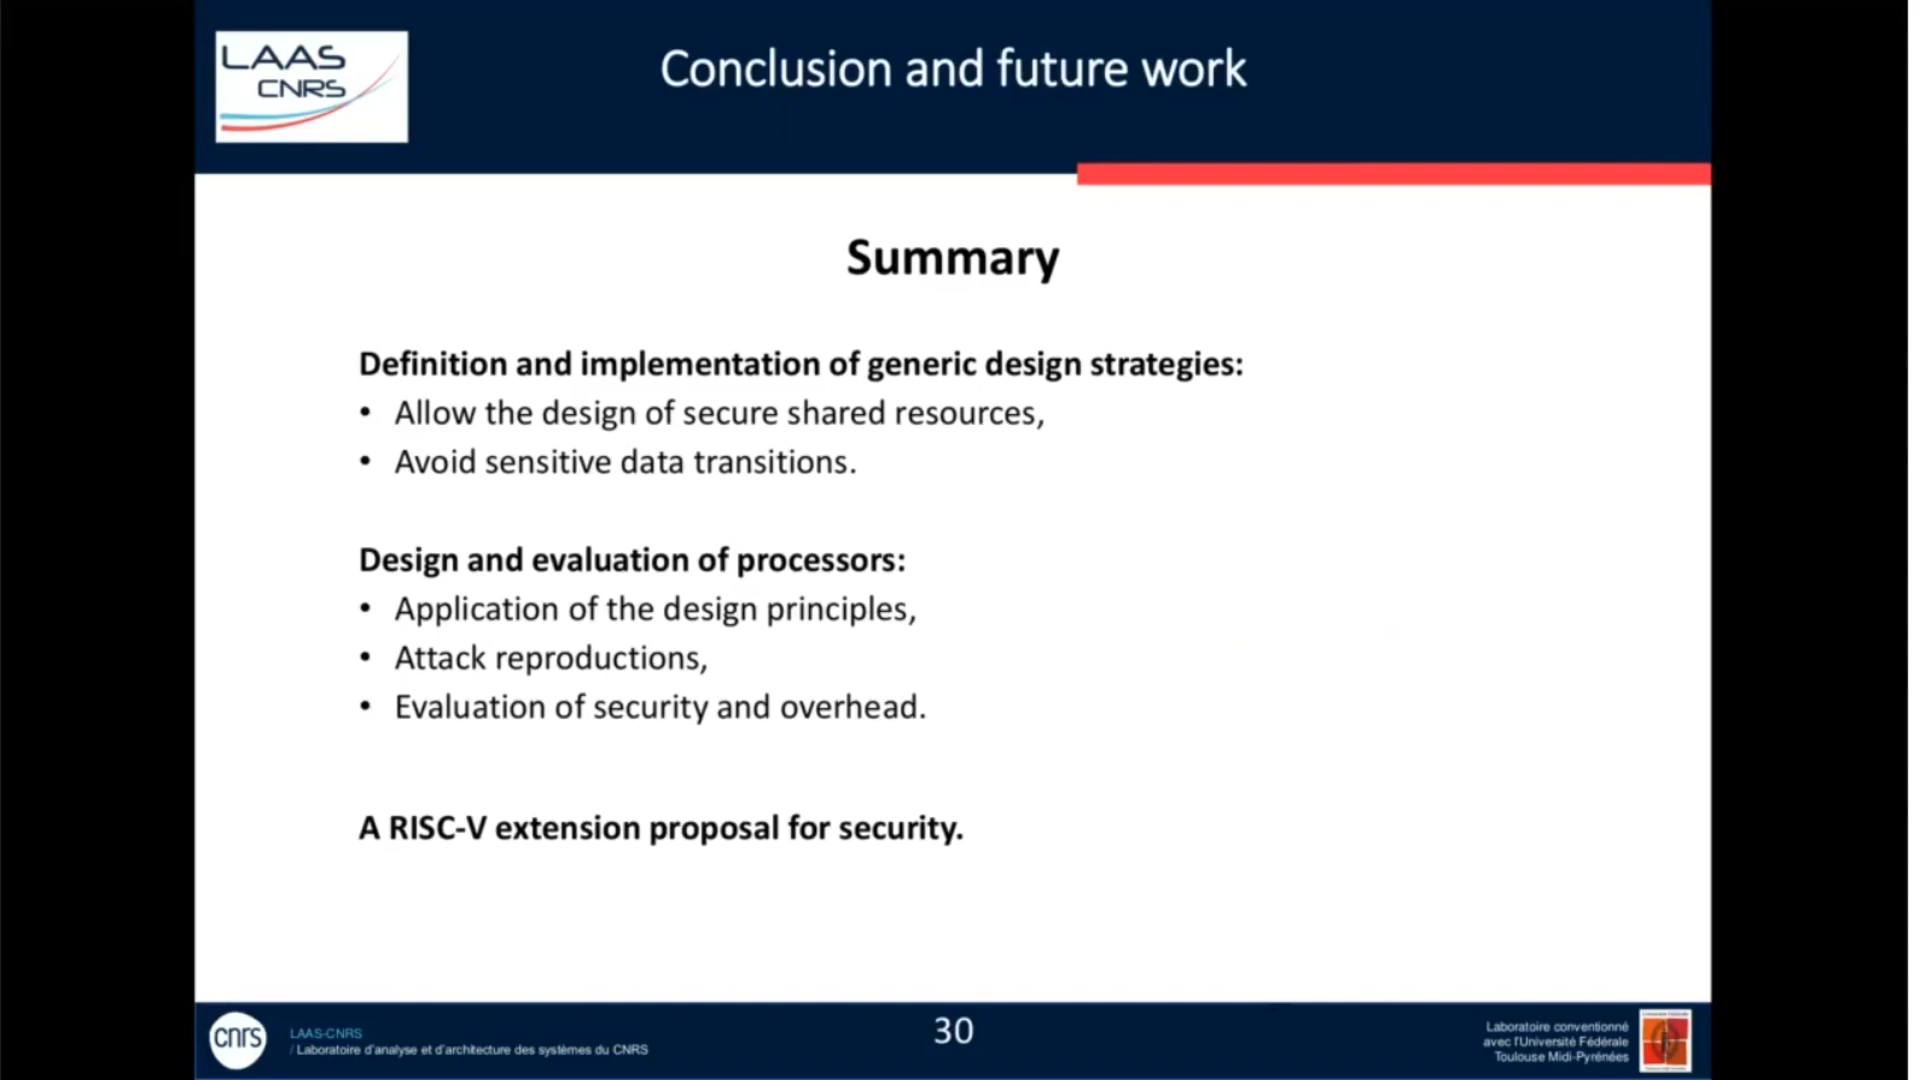 LAAS
CNRS
Conclusion and future work
Summary
Definition and implementation of generic design strategies:
• Allow the design of secure shared resources,
• Avoid sensitive data transitions.
Design and evaluation of processors:
• Application of the design principles,
• Attack reproductions,
• Evaluation of security and overhead.
A RISC-V extension proposal for security.
cnrs
LAAS-CNRS
/ Laboratoire d'analyse et d'architecture des systèmes du CNRS
30
Laboratoire conventionné
avec l'Université Fédérale
Toulouse Midi-Pyrénées